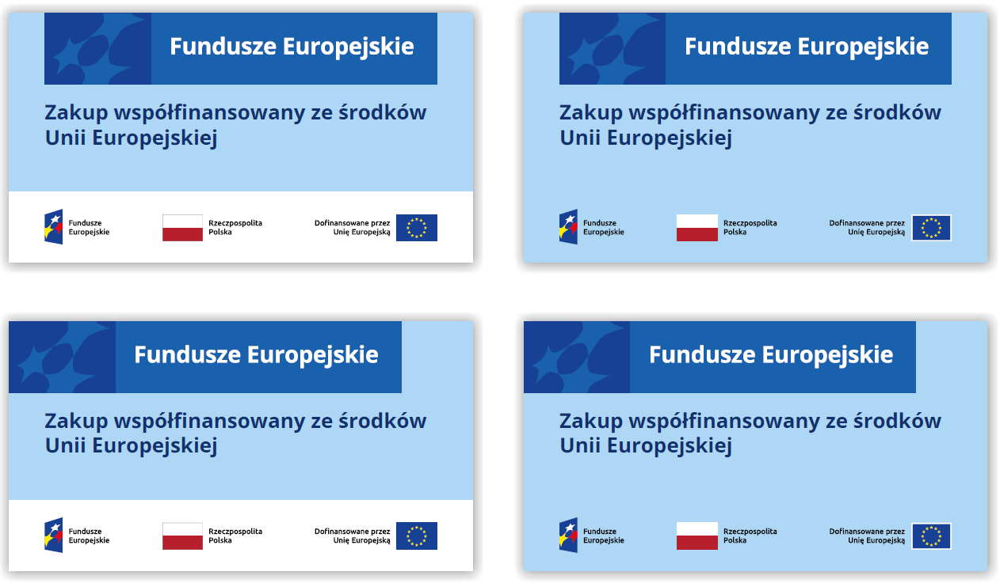 Fundusze Europejskie
Zakup współfinansowany ze środków
Unii Europejskiej
Fundusze
Europejskie
Rzeczpospolita
Polska
Dofinansowane przez
Unię Europejską
Fundusze Europejskie
Zakup współfinansowany ze środków
Unii Europejskiej
Fundusze
Europejskie
Rzeczpospolita
Polska
Dofinansowane przez
Unię Europejską
Fundusze Europejskie
Zakup współfinansowany ze środków
Unii Europejskiej
Fundusze
Europejskie
Rzeczpospolita
Polska
Dofinansowane przez
Unię Europejską
Fundusze Europejskie
Zakup współfinansowany ze środków
Unii Europejskiej
Fundusze
Europejskie
Rzeczpospolita
Polska
Dofinansowane przez
Unię Europejską